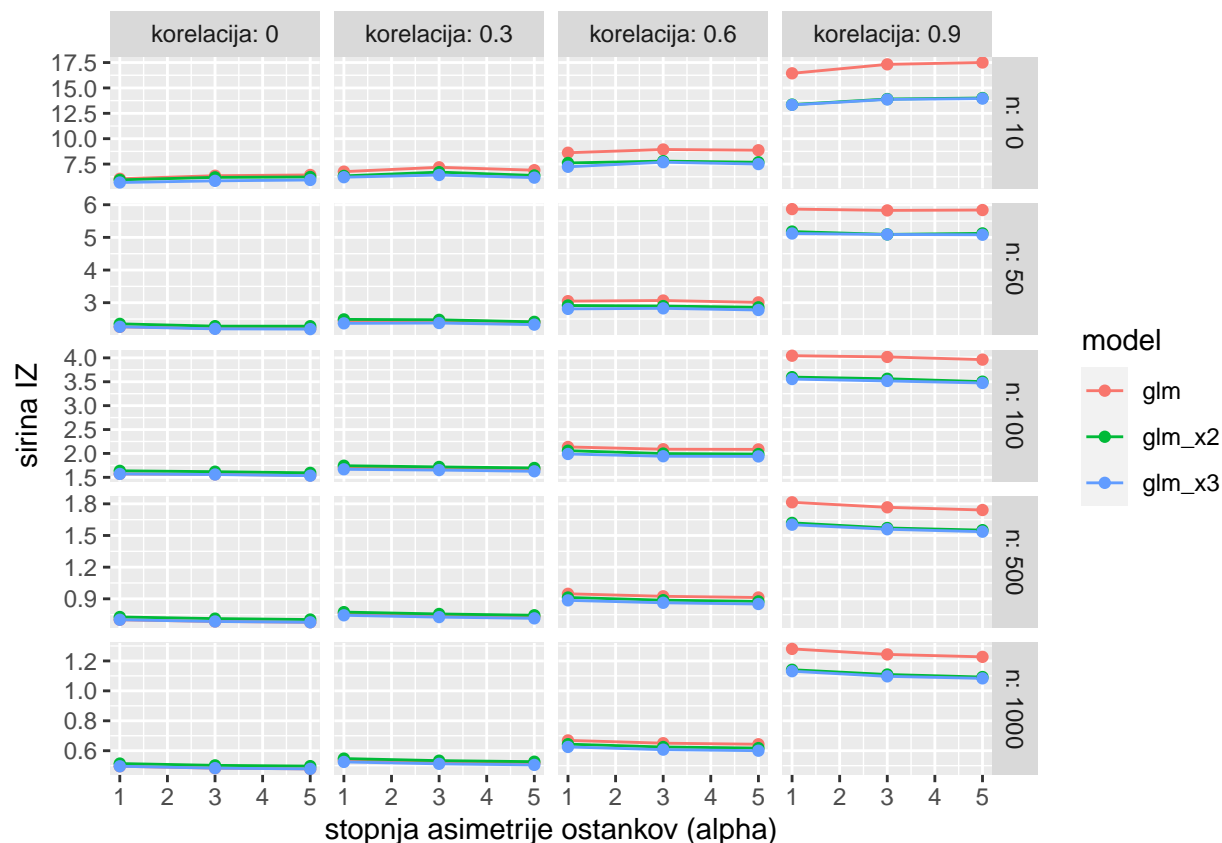 korelacija: 0
korelacija: 0.3
korelacija: 0.6
korelacija: 0.9
17.5
15.0
12.5
10.0
7.5
n: 10
6
5
4
3
n: 50
4.0
3.5
3.0
2.5
2.0
1.5
n: 100
1.8
1.5
1.2
0.9
n: 500
1.2
1.0
0.8
0.6
n: 1000
1 2 3 4 5
1 2 3 4 5
1 2 3 4 5
1 2 3 4 5
stopnja asimetrije ostankov (alpha)
sirina IZ
model
glm
glm_x2
glm_x3